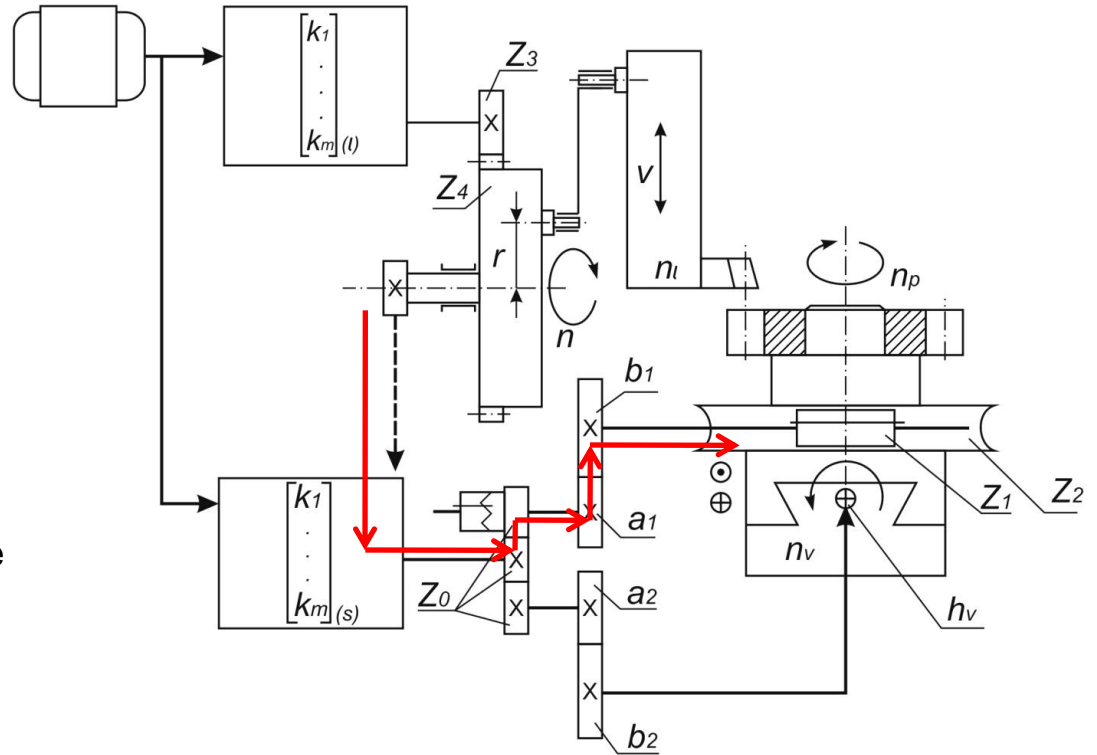 k1
.
.
.
km (l)
Z3
Z4
r
n
v
nl
np
b1
a1
Z1
Z2
k1
.
.
.
km (s)
Z0
a2
b2
nv
hv
e